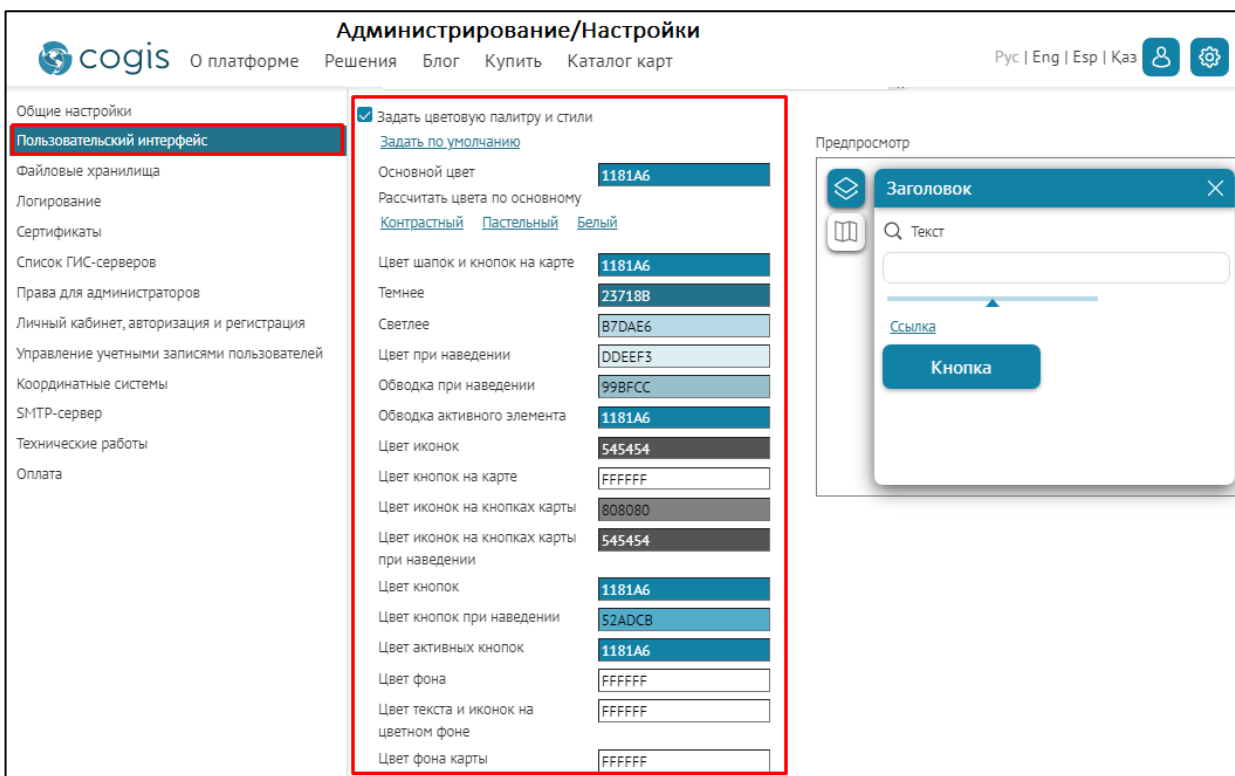 Администрирование/Настройки
cogis О платформе Решения Блог Купить Каталог карт Рус | Eng | Esp | Қаз
Общие настройки
Пользовательский интерфейс
Файловые хранилища
Логирование
Сертификаты
Список ГИС-серверов
Права для администраторов
Личный кабинет, авторизация и регистрация
Управление учетными записями пользователей
Координатные системы
SMTP-сервер
Технические работы
Оплата
Задать цветовую палитру и стили
Задать по умолчанию
Основной цвет 1181A6
Рассчитать цвета по основному
Контрастный Пастельный Белый
Цвет шапок и кнопок на карте 1181A6
Темнее 23718B
Светлее B7DAE6
Цвет при наведении DDEEF3
Обводка при наведении 99BFCC
Обводка активного элемента 1181A6
Цвет иконок 545454
Цвет кнопок на карте FFFFFF
Цвет иконок на кнопках карты 808080
Цвет иконок на кнопках карты 545454
при наведении
Цвет кнопок 1181A6
Цвет кнопок при наведении 52ADCB
Цвет активных кнопок 1181A6
Цвет фона FFFFFF
Цвет текста и иконок на FFFFFF
цветном фоне
Цвет фона карты FFFFFF
Предпросмотр
Заголовок
Текст
Ссылка
Кнопка